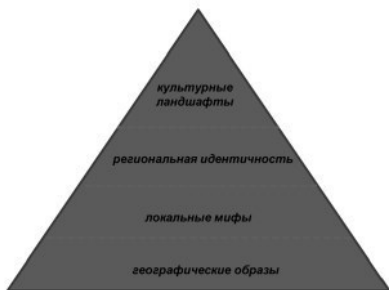 культурные
ландшафты
региональная идентичность
локальные мифы
географические образы